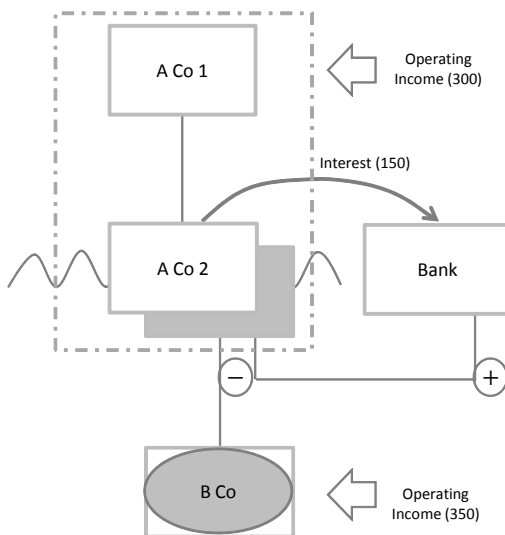 A Co 1
Operating
Income (300)
Interest (150)
A Co 2
Bank
−
+
B Co
Operating
Income (350)